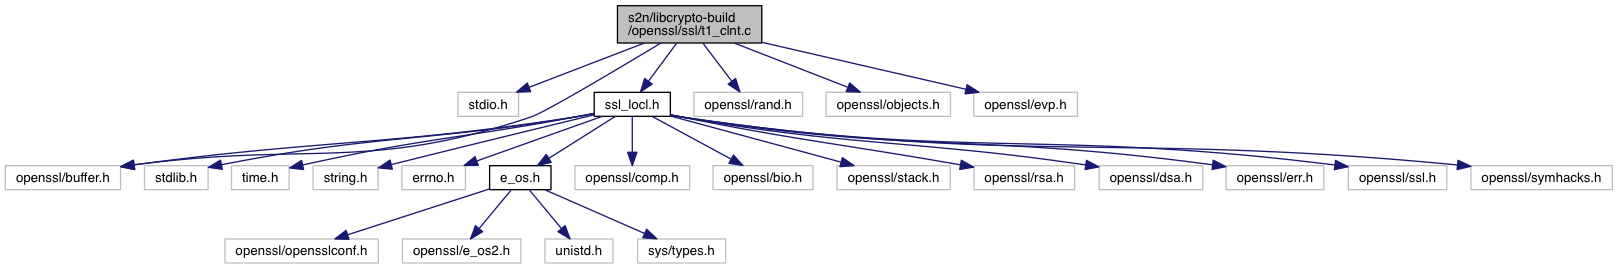 s2n/libcrypto-build
/openssl/ssl/t1_clnt.c
stdio.h
ssl_locl.h
openssl/rand.h
openssl/objects.h
openssl/evp.h
openssl/buffer.h
stdlib.h
time.h
string.h
errno.h
e_os.h
openssl/comp.h
openssl/bio.h
openssl/stack.h
openssl/rsa.h
openssl/dsa.h
openssl/err.h
openssl/ssl.h
openssl/symhacks.h
openssl/opensslconf.h
openssl/e_os2.h
unistd.h
sys/types.h